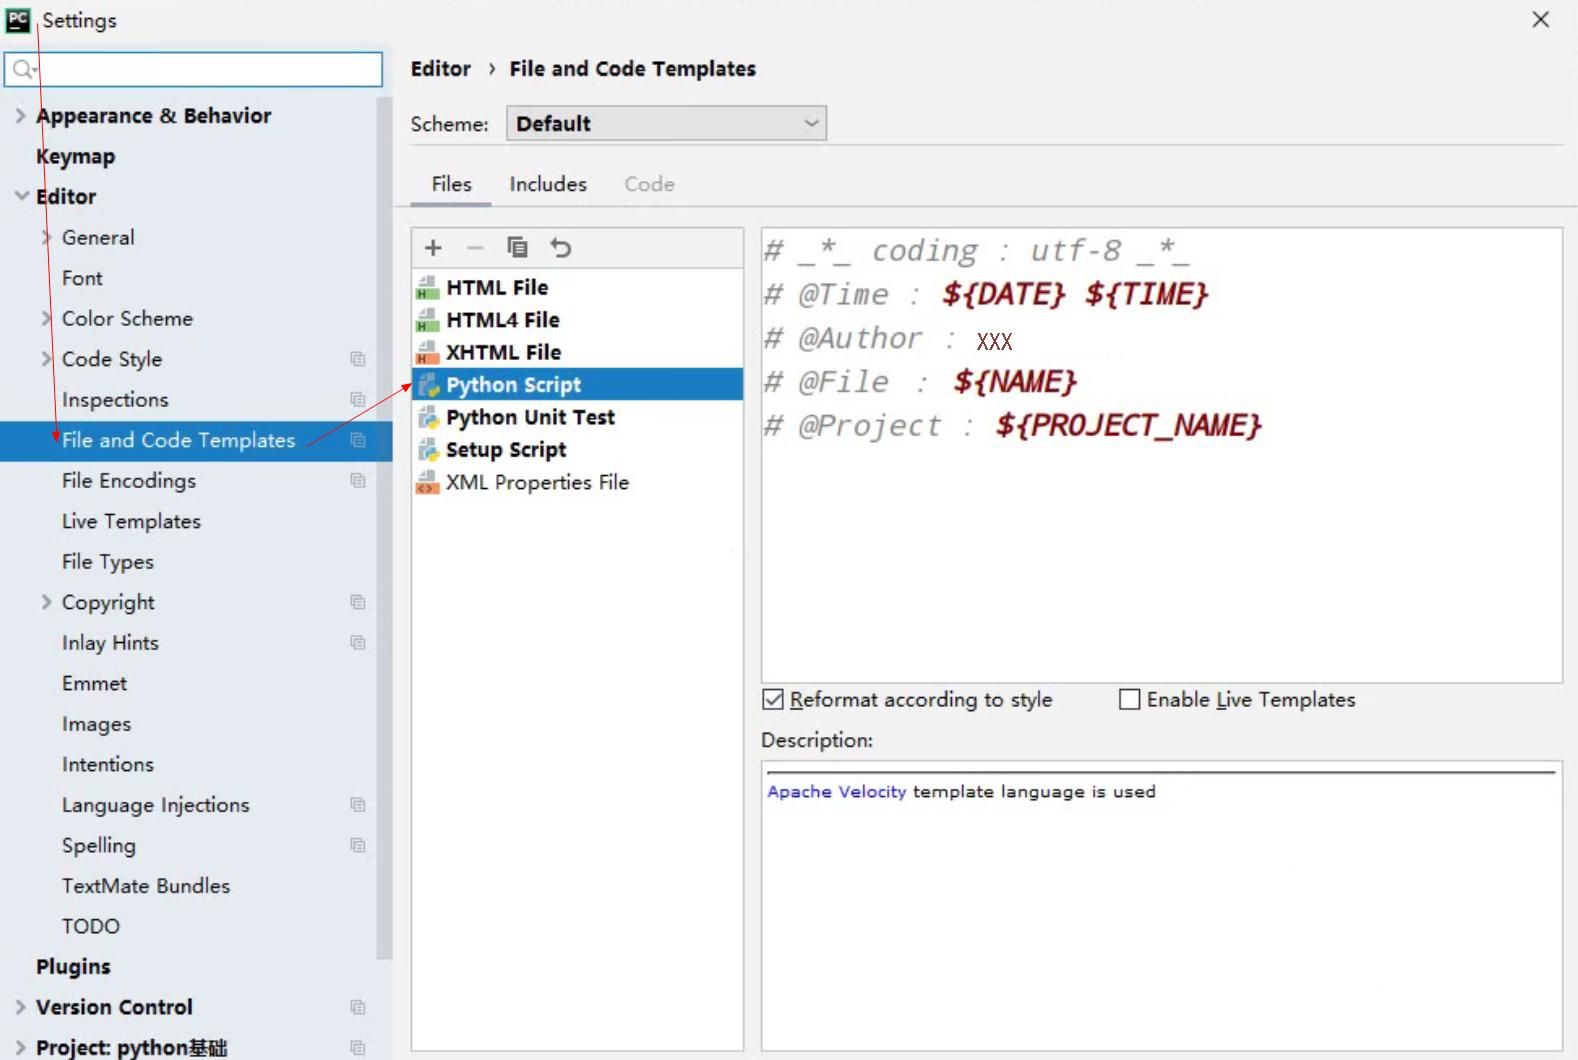 PC Settings
Appearance & Behavior
Keymap
Editor
General
Font
Color Scheme
Code Style
Inspections
File and Code Templates
File Encodings
Live Templates
File Types
Copyright
Inlay Hints
Emmet
Images
Intentions
Language Injections
Spelling
TextMate Bundles
TODO
Plugins
Version Control
Project: python基础
Editor › File and Code Templates
Scheme: Default
Files Includes Code
HTML File
HTML4 File
XHTML File
Python Script
Python Unit Test
Setup Script
XML Properties File
# _*_ coding : utf-8 _*_
# @Time : ${DATE} ${TIME}
# @Author : XXX
# @File : ${NAME}
# @Project : ${PROJECT_NAME}
Reformat according to style Enable Live Templates
Description:
Apache Velocity template language is used